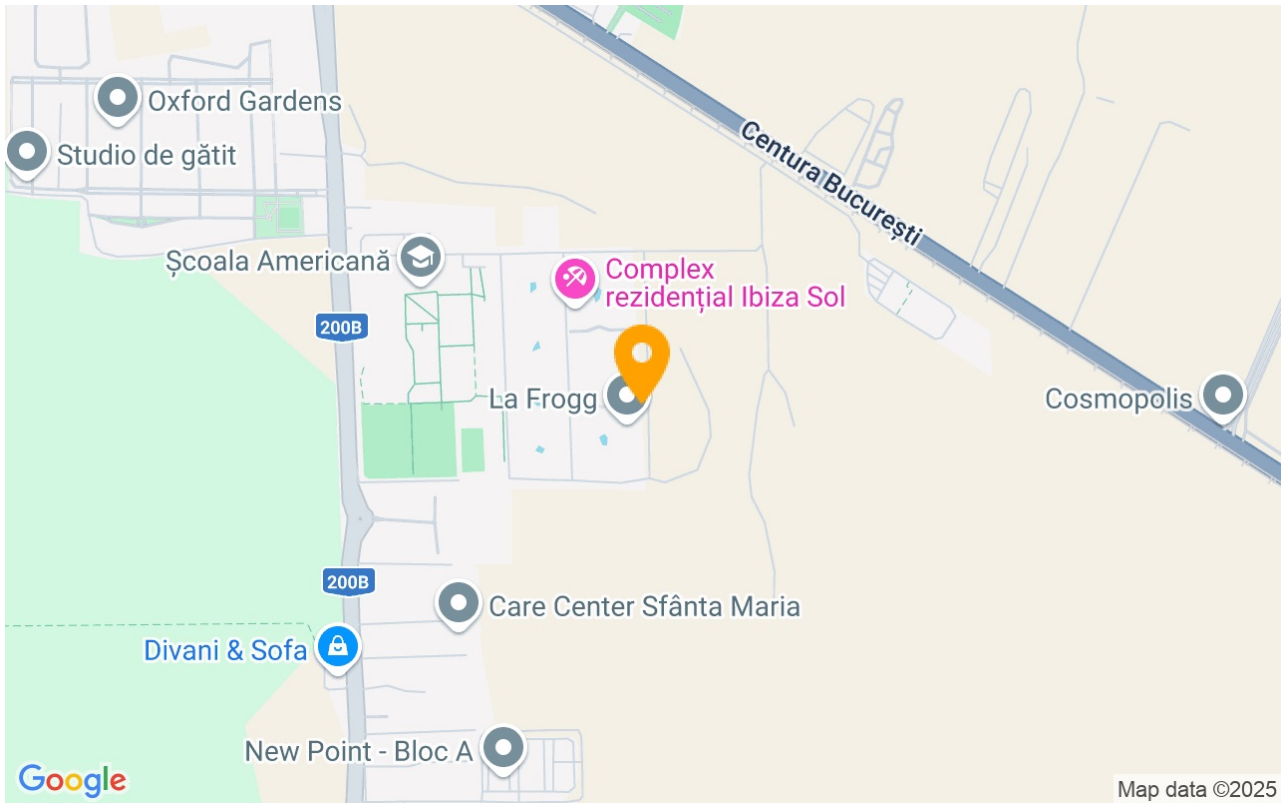 Oxford Gardens
Studio de gătit
Centura București
Școala Americană
Complex
rezidențial Ibiza Sol
200B
La Frogg
Cosmopolis
200B
Care Center Sfânta Maria
Divani & Sofa
New Point - Bloc A
Google
Map data ©2025